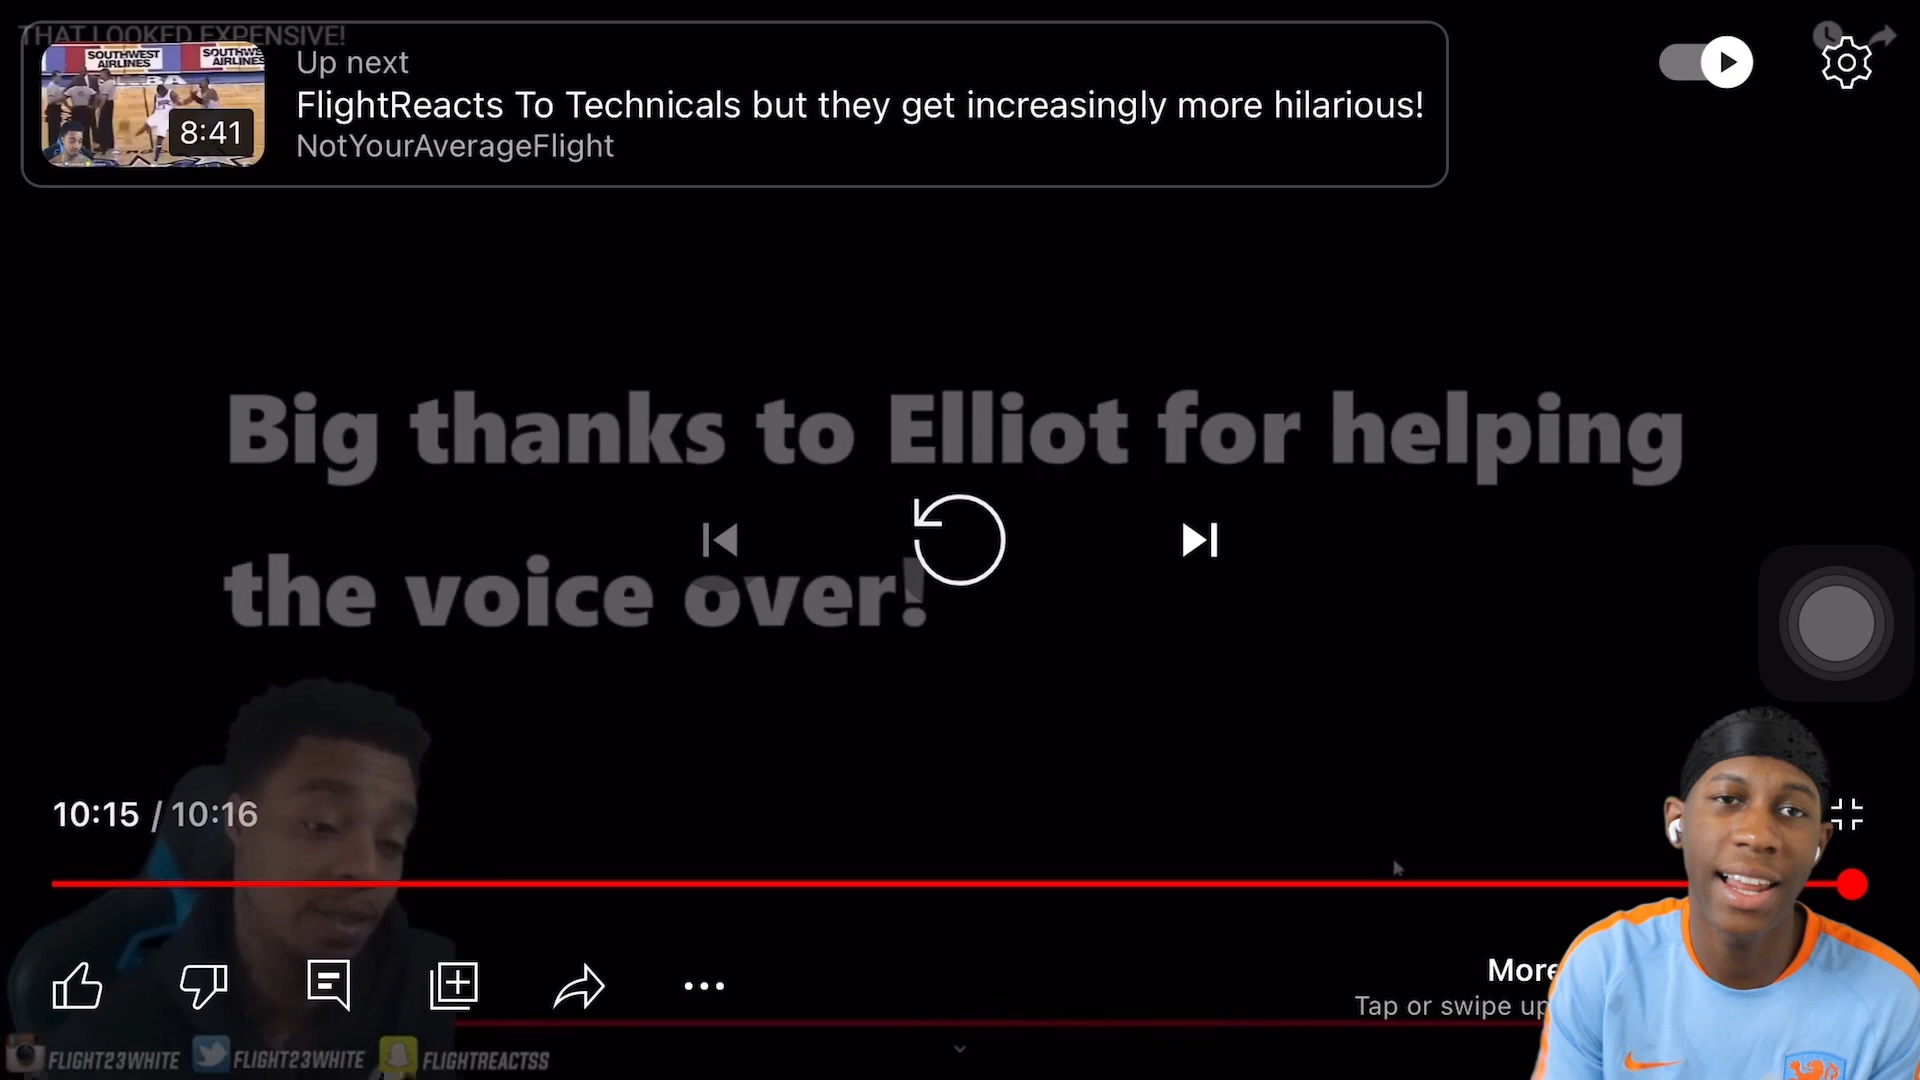 THAT LOOKED EXPENSIVE!
SOUTHWEST
AIRLINES
8:41
Up next
FlightReacts To Technicals but they get increasingly more hilarious!
NotYourAverageFlight
Big thanks to Elliot for helping
the voice over!
10:15 / 10:16
More
Tap or swipe up
FLIGHT23WHITE
FLIGHT23WHITE
FLIGHTREACTSS